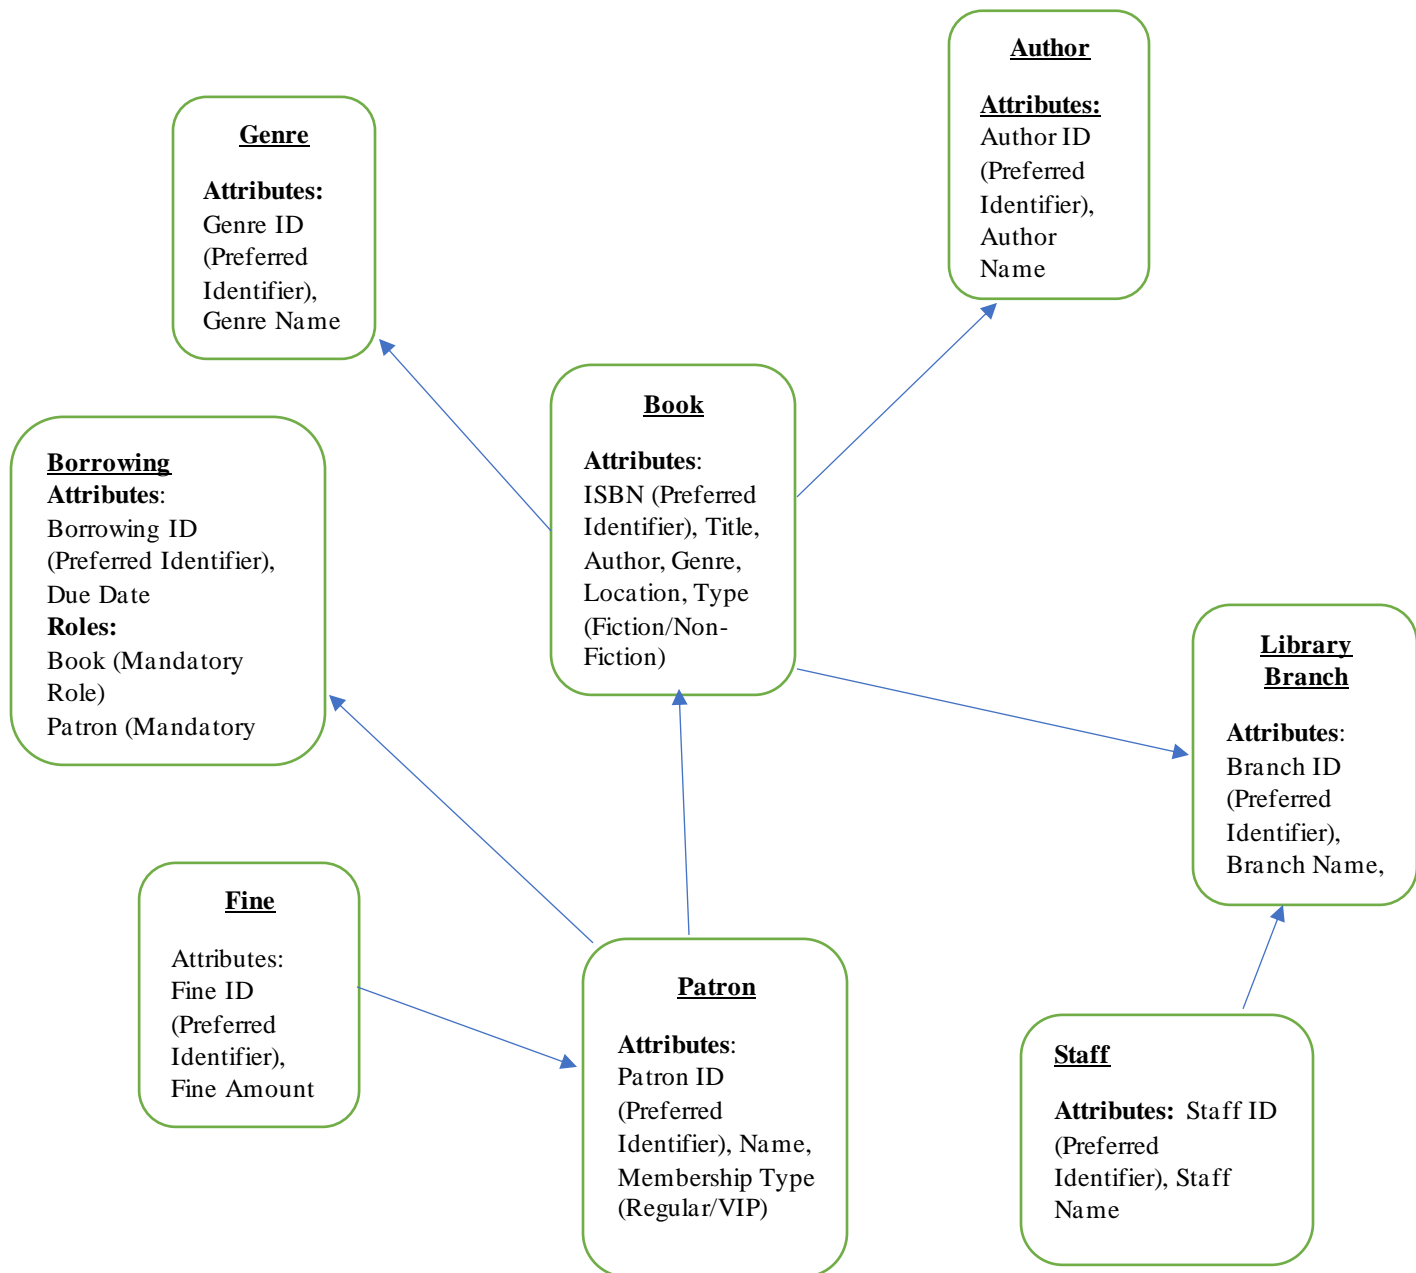 Author
Attributes:
Author ID
(Preferred
Identifier),
Author
Name
Genre
Attributes:
Genre ID
(Preferred
Identifier),
Genre Name
Book
Attributes:
ISBN (Preferred
Identifier), Title,
Author, Genre,
Location, Type
(Fiction/Non-
Fiction)
Borrowing
Attributes:
Borrowing ID
(Preferred Identifier),
Due Date
Roles:
Book (Mandatory
Role)
Patron (Mandatory
Library
Branch
Attributes:
Branch ID
(Preferred
Identifier),
Branch Name,
Fine
Attributes:
Fine ID
(Preferred
Identifier),
Fine Amount
Patron
Attributes:
Patron ID
(Preferred
Identifier), Name,
Membership Type
(Regular/VIP)
Staff
Attributes: Staff ID
(Preferred
Identifier), Staff
Name